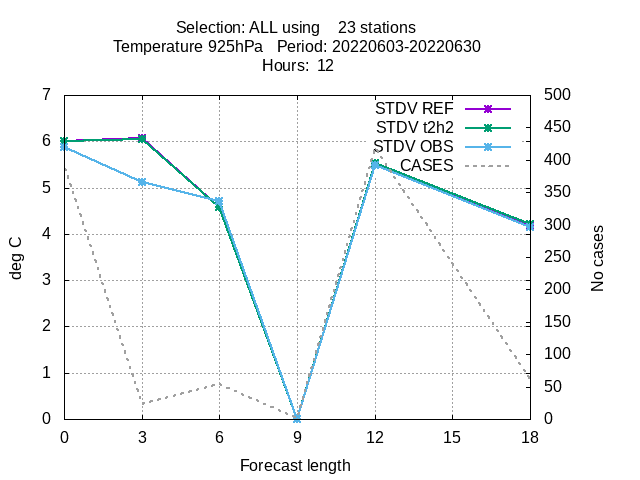 Selection: ALL using    23 stations
Temperature 925hPa   Period: 20220603-20220630
Hours:  12
7 500
STDV REF
STDV t2h2
STDV OBS
CASES
6 450
5 400
4 350
3 300
2 250
1 200
0 150
100
50
0
deg C
No cases
0 3 6 9 12 15 18
Forecast length